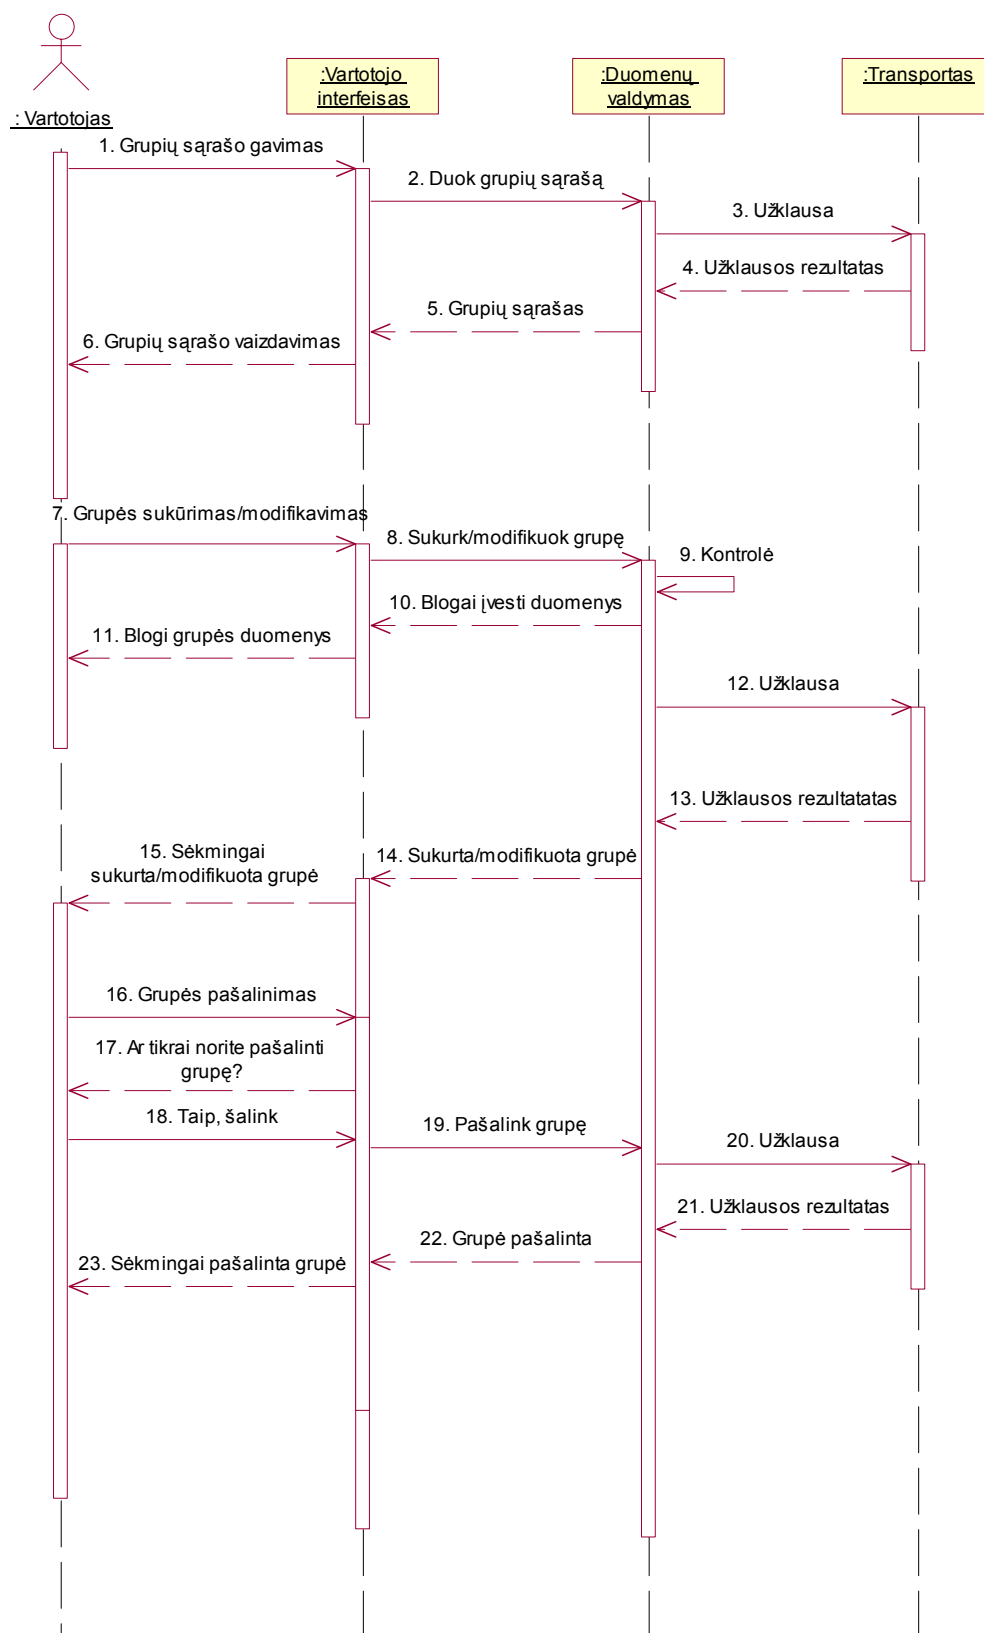 : Vartotojas
:Vartotojo
interfeisas
:Duomenų
valdymas
:Transportas
1. Grupių sąrašo gavimas
2. Duok grupių sąrašą
3. Užklausa
4. Užklausos rezultatas
5. Grupių sąrašas
6. Grupių sąrašo vaizdavimas
7. Grupės sukūrimas/modifikavimas
8. Sukurk/modifikuok grupę
9. Kontrolė
10. Blogai įvesti duomenys
11. Blogi grupės duomenys
12. Užklausa
13. Užklausos rezultatatas
14. Sukurta/modifikuota grupė
15. Sėkmingai
sukurta/modifikuota grupė
16. Grupės pašalinimas
17. Ar tikrai norite pašalinti
grupę?
18. Taip, šalink
19. Pašalink grupę
20. Užklausa
21. Užklausos rezultatas
22. Grupė pašalinta
23. Sėkmingai pašalinta grupė